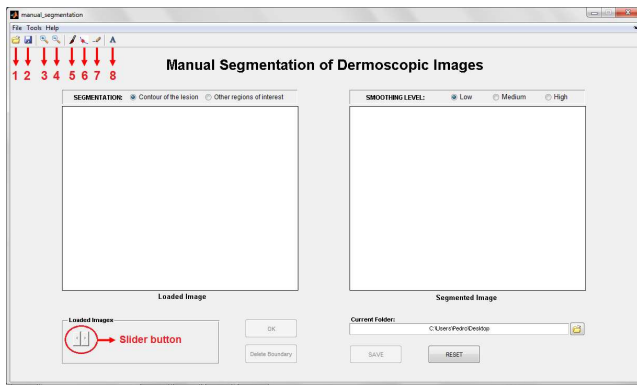 manual_segmentation
File Tools Help
A
1 2 3 4 5 6 7 8
Manual Segmentation of Dermoscopic Images
SEGMENTATION: Contour of the lesion Other regions of interest
SMOOTHING LEVEL: Low Medium High
Loaded Image
Segmented Image
Loaded Images
Slider button
OK
Delete Boundary
Current Folder:
C:\Users\Pedro\Desktop
SAVE RESET